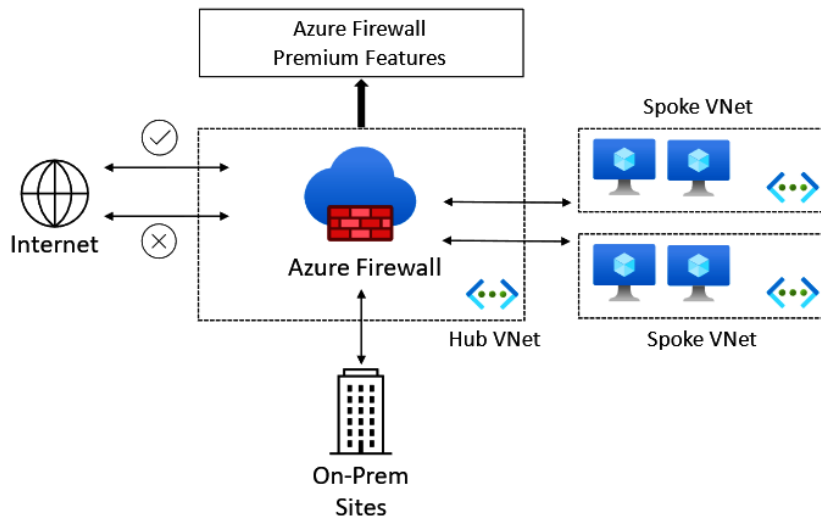 Azure Firewall
Premium Features
Spoke VNet
Internet
Azure Firewall
Hub VNet
Spoke VNet
On-Prem
Sites